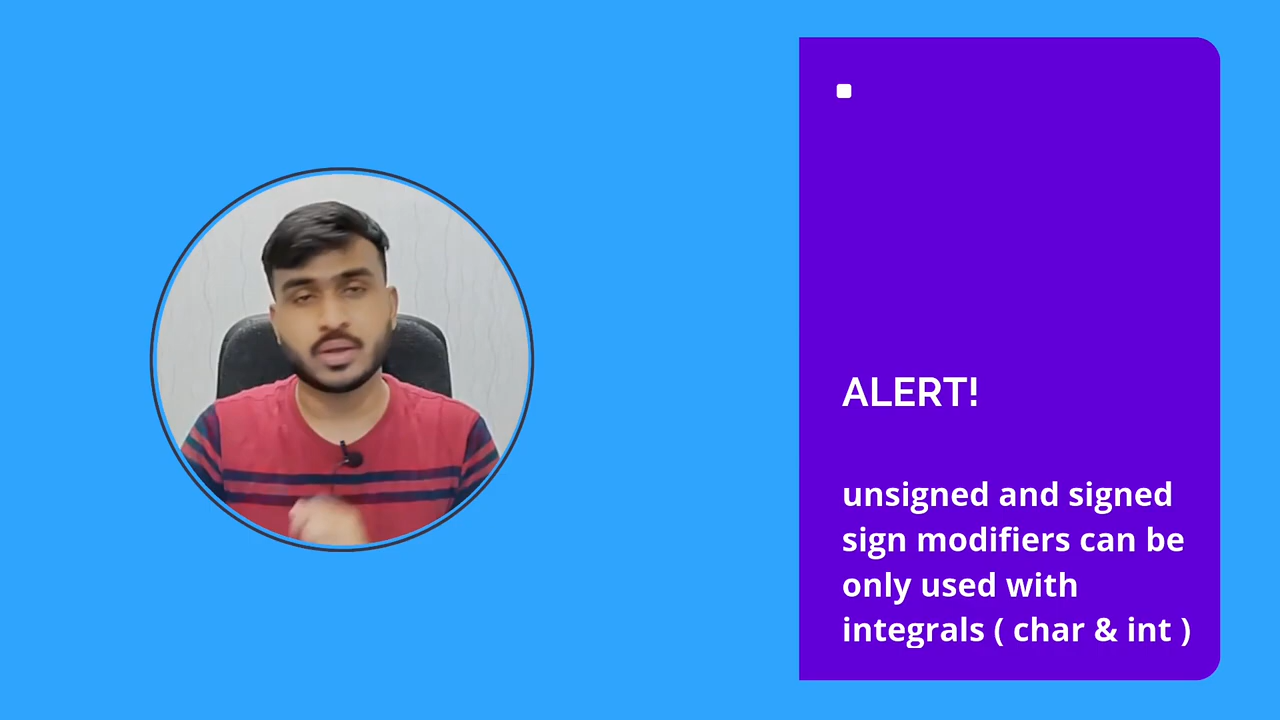 ALERT!
unsigned and signed
sign modifiers can be
only used with
integrals ( char & int )